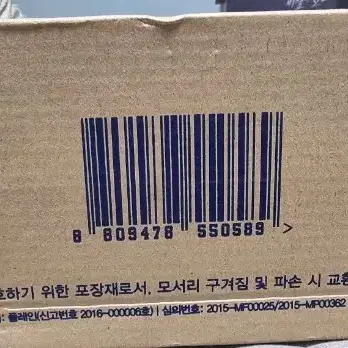 8 809478 550589 >
하기 위한 포장재로서, 모서리 구겨짐 및 파손 시 교환
플레인(신고번호 2016-000006호) | 심의번호: 2015-MF00025/2015-MF00362